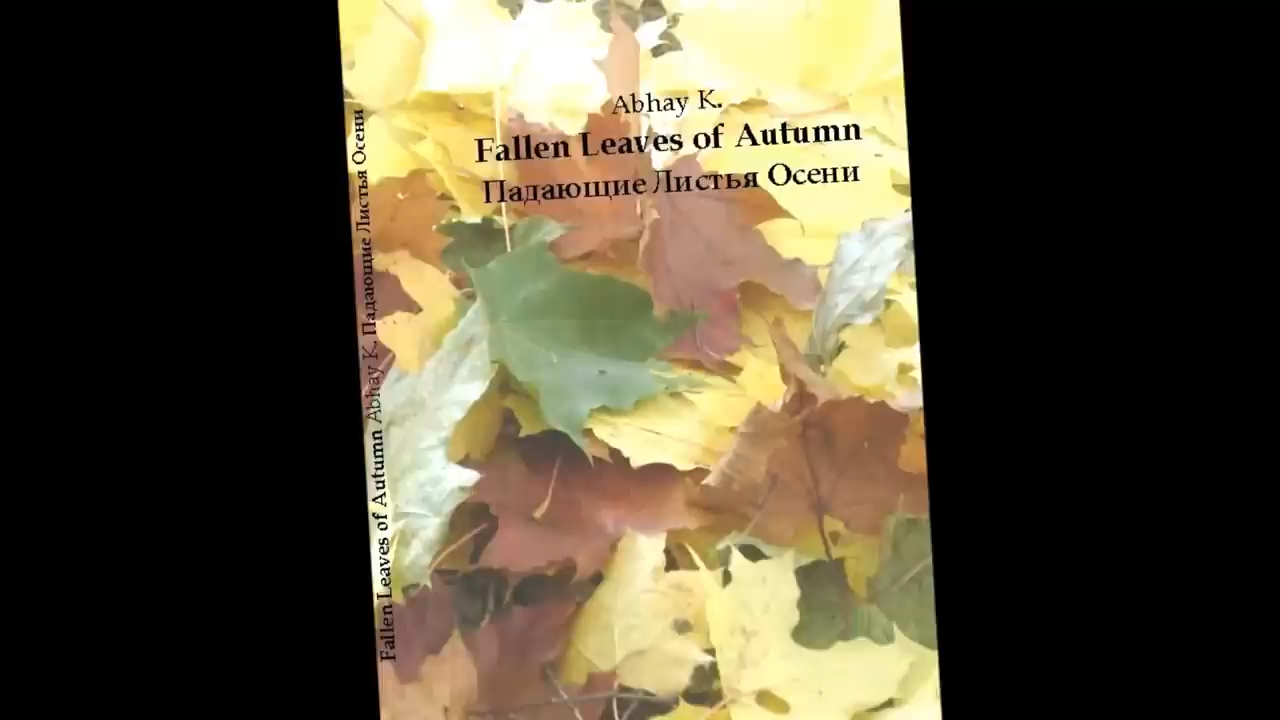 Abhay K.
Fallen Leaves of Autumn
Падающие Листья Осени
Fallen Leaves of Autumn Abhay K. Падающие Листья Осени